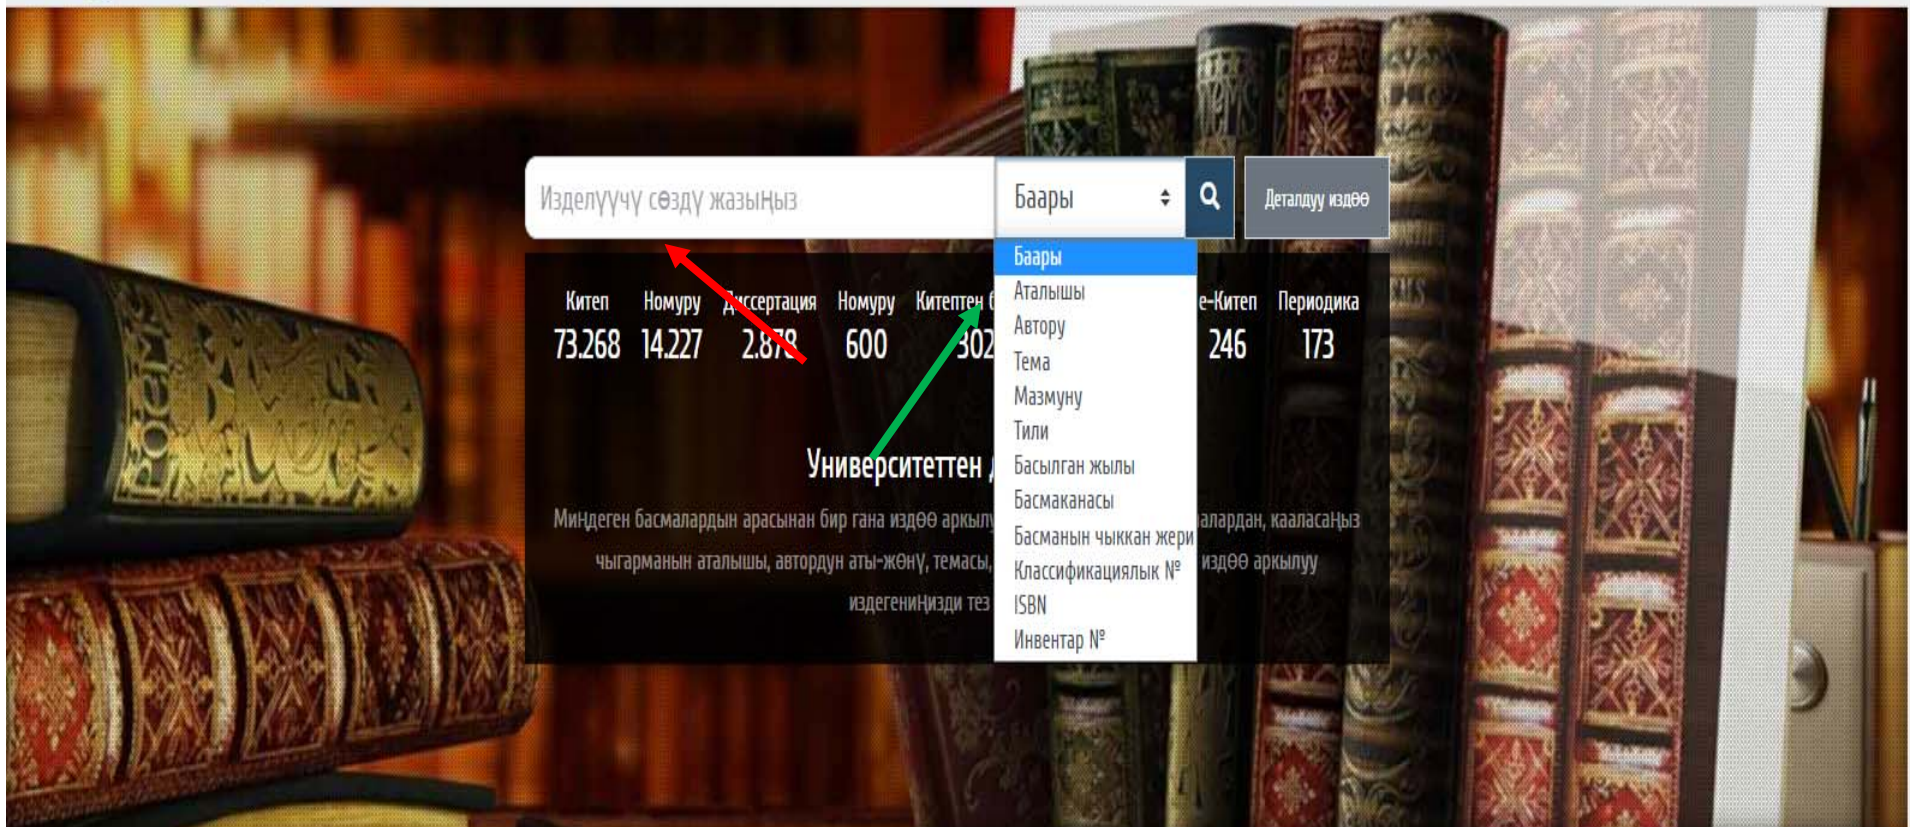 Изделүүчү сөздү жазыңыз
Баары
Деталдуу издөө
Баары
Аталышы
Автору
Тема
Мазмуну
Тили
Басылган жылы
Басмаканасы
Басманын чыккан жери
Классификациялык №
ISBN
Инвентар №
Китеп Номуру Диссертация Номуру Китептен е-Китеп Периодика
73.268 14.227 2.878 600 302 246 173
Университеттен
Миңдеген басмалардын арасынан бир гана издөө аркылуу кааласаңыз
чыгарманын аталышы, автордун аты-жөнү, темасы, издөө аркылуу
издегениңизди тез
POEMS